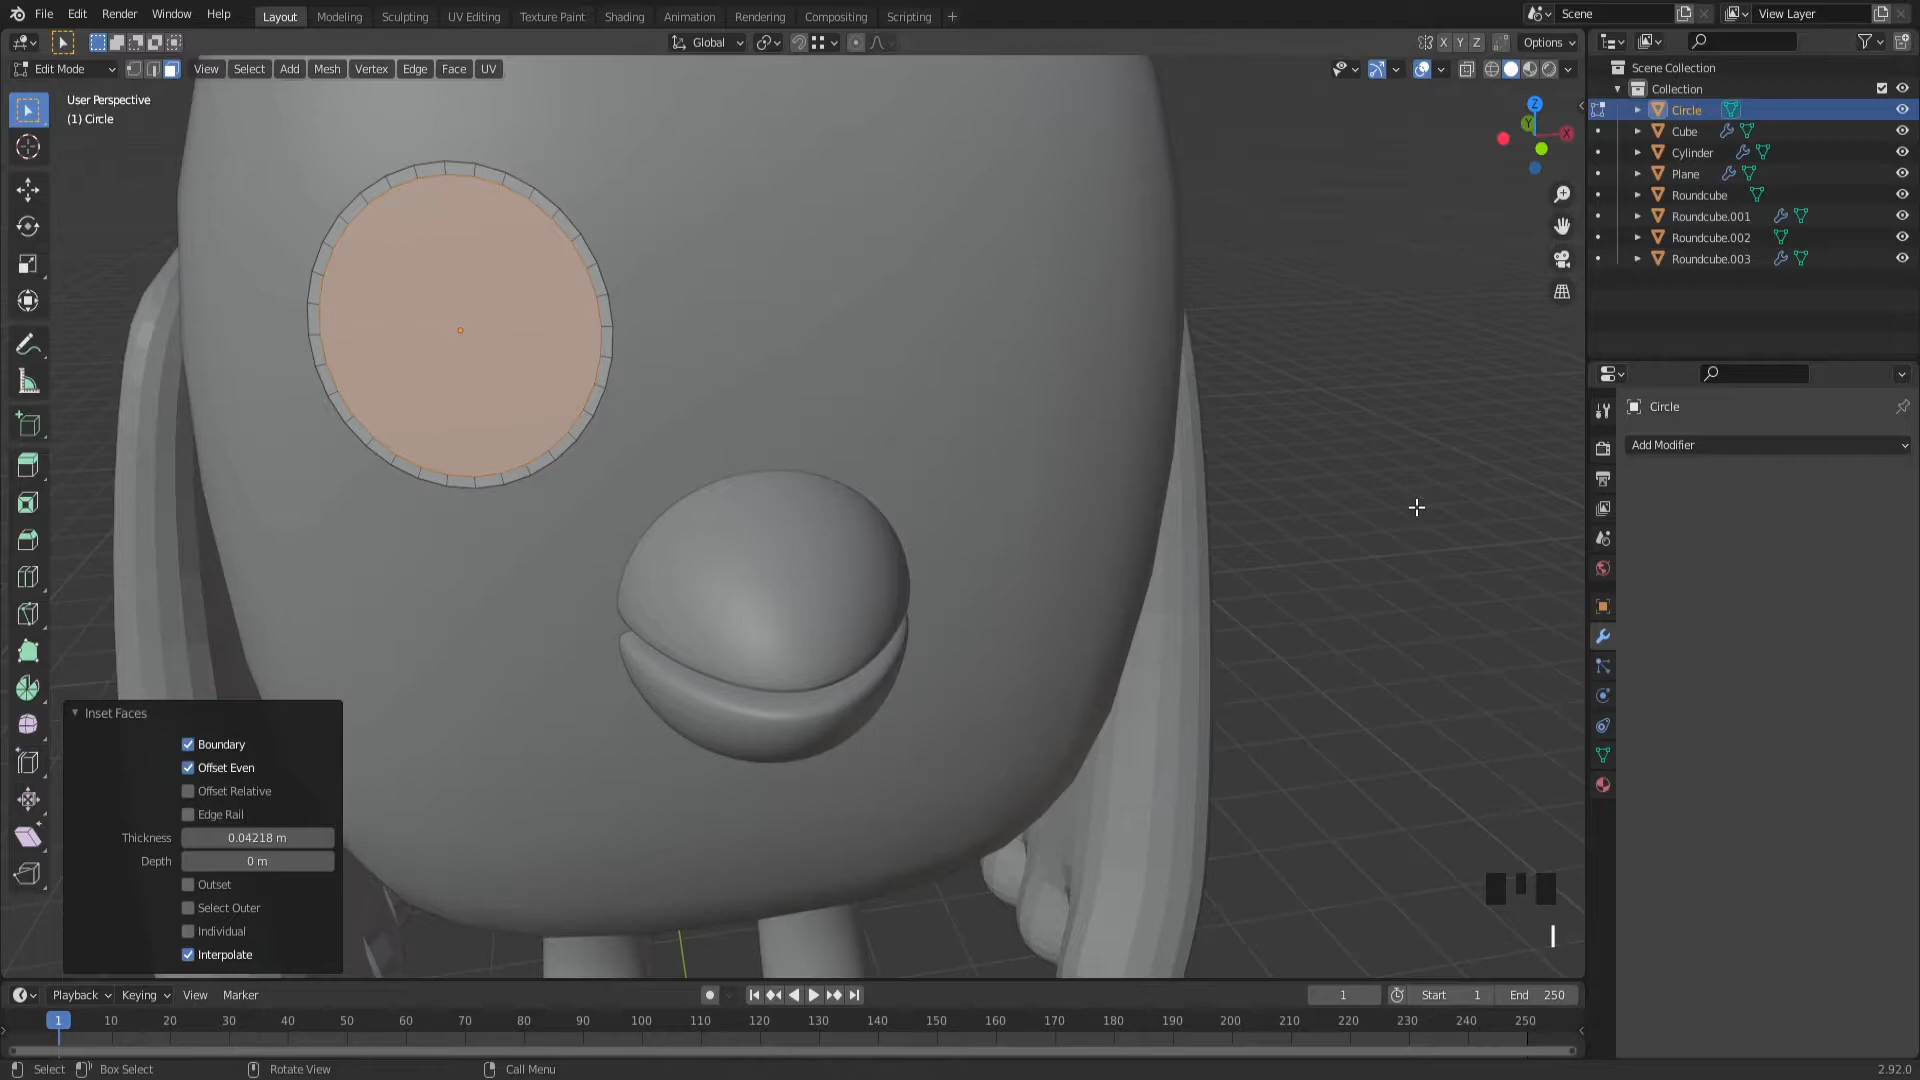 File Edit Render Window Help Layout Modeling Sculpting UV Editing Texture Paint Shading Animation Rendering Compositing Scripting + Scene View Layer
Global X Y Z Options
Edit Mode View Select Add Mesh Vertex Edge Face UV
User Perspective
(1) Circle
Z
Y
X
Scene Collection
Collection
Circle
Cube
Cylinder
Plane
Roundcube
Roundcube.001
Roundcube.002
Roundcube.003
Circle
Add Modifier
Inset Faces
Boundary
Offset Even
Offset Relative
Edge Rail
Thickness 0.04218 m
Depth 0 m
Outset
Select Outer
Individual
Interpolate
I
Playback Keying View Marker 1 Start 1 End 250
1 10 20 30 40 50 60 70 80 90 100 110 120 130 140 150 160 170 180 190 200 210 220 230 240 250
Select Box Select Rotate View Call Menu 2.92.0